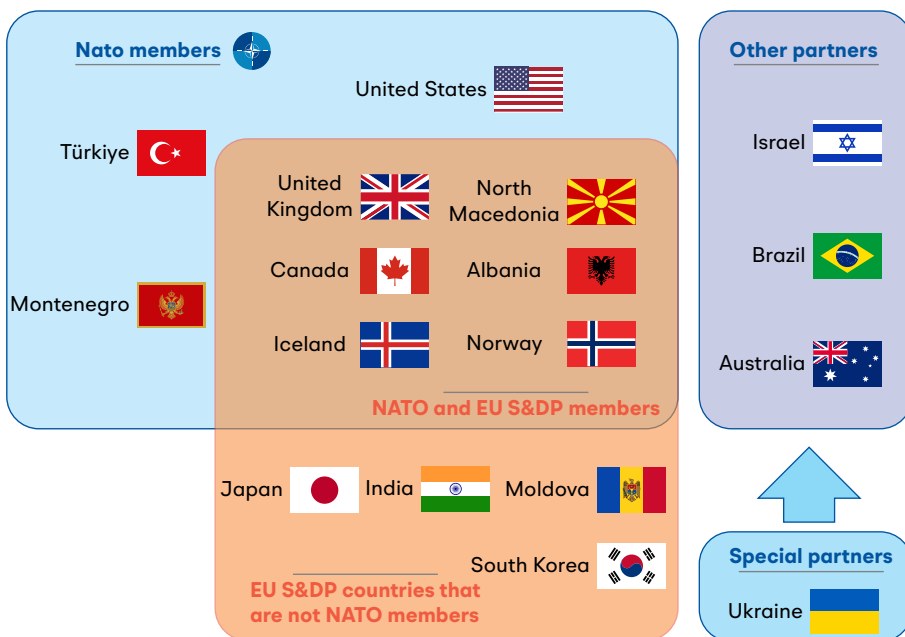 Nato members
United States
Türkiye
Montenegro
United
Kingdom
North
Macedonia
Canada
Albania
Iceland
Norway
NATO and EU S&DP members
Japan
India
Moldova
South Korea
EU S&DP countries that
are not NATO members
Other partners
Israel
Brazil
Australia
Special partners
Ukraine